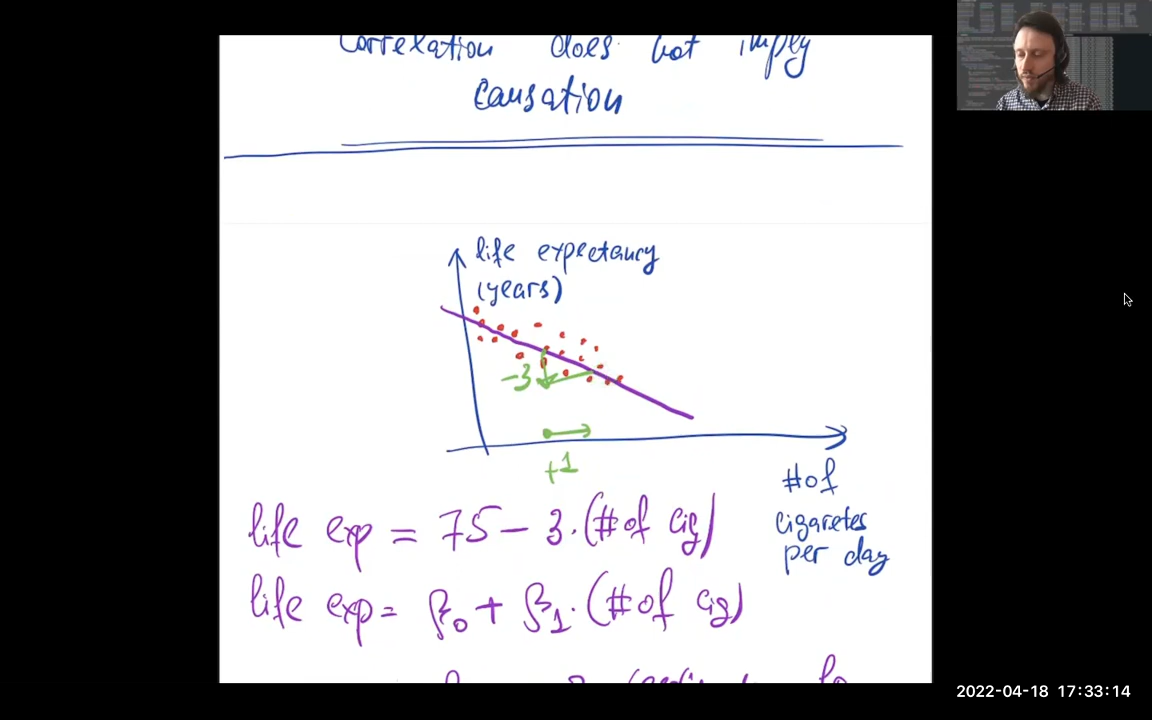 Correlation does not imply
causation
life expectancy
(years)
-3
+1
# of
cigaretes
per day
life exp = 75 - 3·(# of cig)
life exp = β₀ + β₁·(# of cig)
2022-04-18 17:33:14